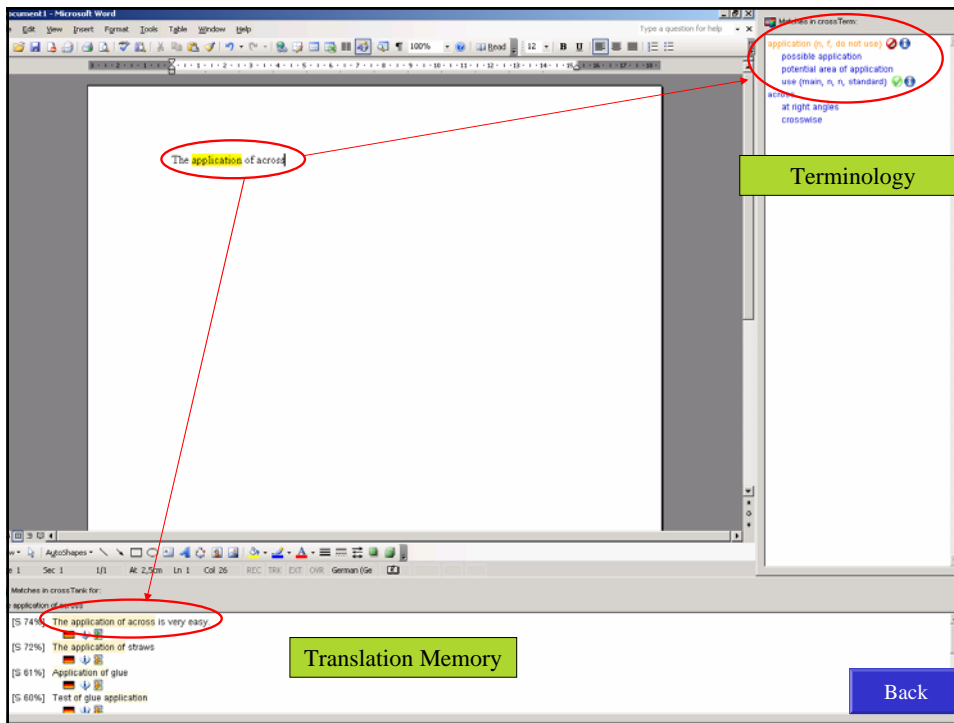 ocument1 - Microsoft Word
Edit View Insert Format Tools Table Window Help
Type a question for help
100% Read 12 B U
The application of across
Matches in crossTerm:
application (n, f, do not use)
possible application
potential area of application
use (main, n, n, standard)
across
at right angles
crosswise
Terminology
AutoShapes
1 Sec 1 1/1 At 2,5cm Ln 1 Col 26 REC TRK EXT OVR German (Ge
Matches in crossTank for:
application of across
[S 74%] The application of across is very easy
[S 72%] The application of straws
[S 61%] Application of glue
[S 60%] Test of glue application
Translation Memory
Back